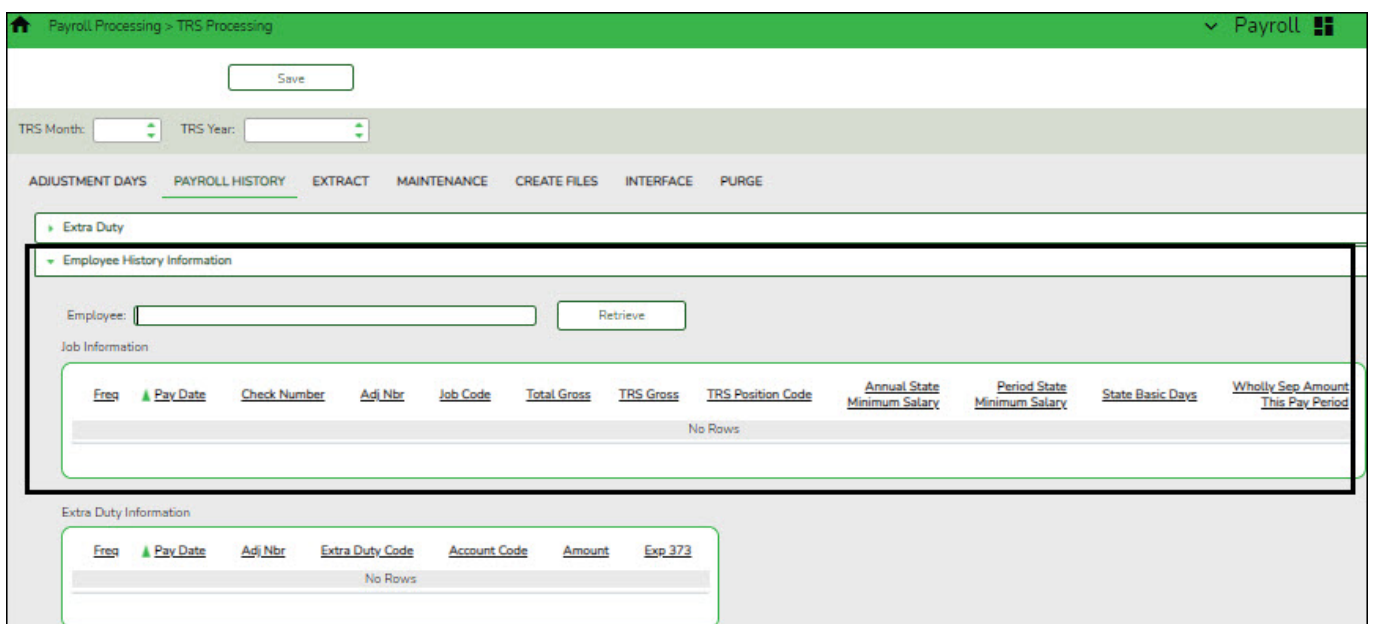 Payroll Processing > TRS Processing
Payroll
Save
TRS Month:
TRS Year:
ADJUSTMENT DAYS PAYROLL HISTORY EXTRACT MAINTENANCE CREATE FILES INTERFACE PURGE
Extra Duty
Employee History Information
Employee:
Retrieve
Job Information
Freq Pay Date Check Number Adj Nbr Job Code Total Gross TRS Gross TRS Position Code Annual State Minimum Salary Period State Minimum Salary State Basic Days Wholly Sep Amount This Pay Period
No Rows
Extra Duty Information
Freq Pay Date Adj Nbr Extra Duty Code Account Code Amount Exp 373
No Rows